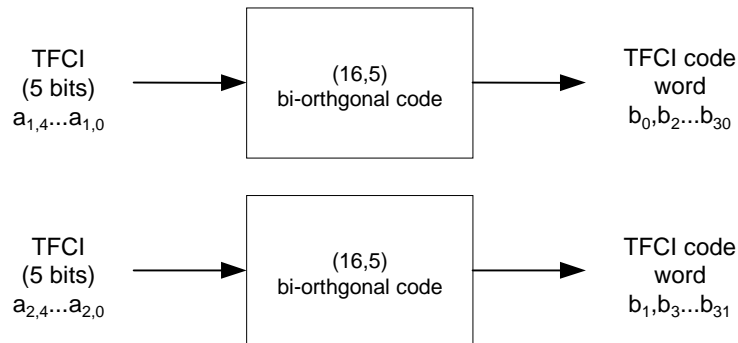 TFCI
(5 bits)
a1,4...a1,0
(16,5)
bi-orthgonal code
TFCI code
word
b0,b2...b30
TFCI
(5 bits)
a2,4...a2,0
(16,5)
bi-orthgonal code
TFCI code
word
b1,b3...b31